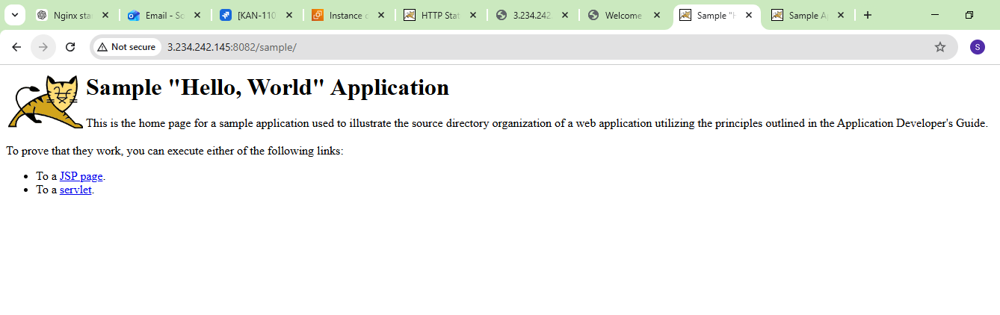 Nginx sta
Email - Sc
[KAN-110
Instance c
HTTP Stat
3.234.242.
Welcome
Sample "H
Sample A
Not secure
3.234.242.145:8082/sample/
S
Sample "Hello, World" Application
This is the home page for a sample application used to illustrate the source directory organization of a web application utilizing the principles outlined in the Application Developer's Guide.
To prove that they work, you can execute either of the following links:
• To a JSP page.
• To a servlet.